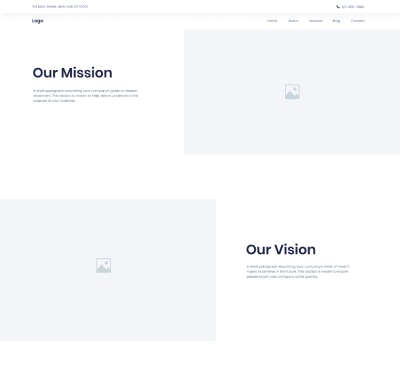 123 Main Street, New York, NY 10001
123-456-7890
Logo
Home About Services Blog Contact
Our Mission
A short paragraph describing your company's goals or mission
statement. This section is meant to help visitors understand the
purpose of your business.
Our Vision
A short paragraph describing your company's vision of what it
hopes to achieve in the future. This section is meant to inspire
people to join your company on its journey.